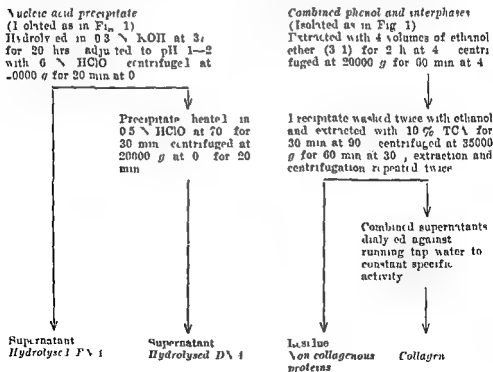 Nucleic acid precipitate
(Isolated as in Fig. 1)
Hydrolysed in 0 3 N KOH at
for 20 hrs adjusted to pH 1—2
with 6 N HClO centrifuged at
g for 20 min at 0
Precipitate heated in
0 5 N HClO at 70 for
30 min centrifuged at
20000 g at 0 for 20
min
Supernatant
Hydrolysed
Supernatant
Hydrolysed
Combined phenol and interphases
(Isolated as in Fig 1)
Extracted with 4 volumes of ethanol
ether (3 1) for 2 h at 4 centri
fuged at 20000 g for 60 min at 4
Precipitate washed twice with ethanol
and extracted with 10 % TCA for
30 min at 90 centrifuged at 35000
g for 60 min at 30 , extraction and
centrifugation repeated twice
Combined supernatants
dialysed against
running tap water to
constant specific
activity
Residue
Non collagenous
proteins
Collagen